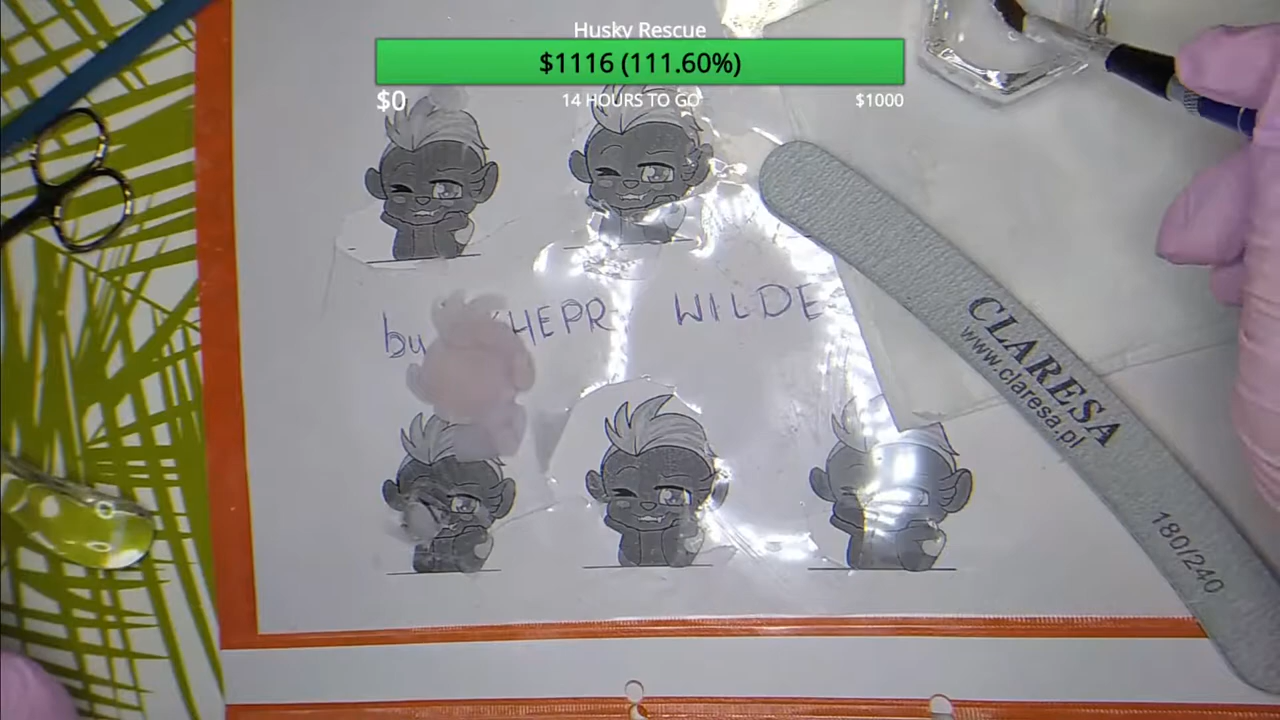 Husky Rescue
$1116 (111.60%)
$0
14 HOURS TO GO
$1000
by KHEPRI WILDE
CLARESA
www.claresa.pl
180/240